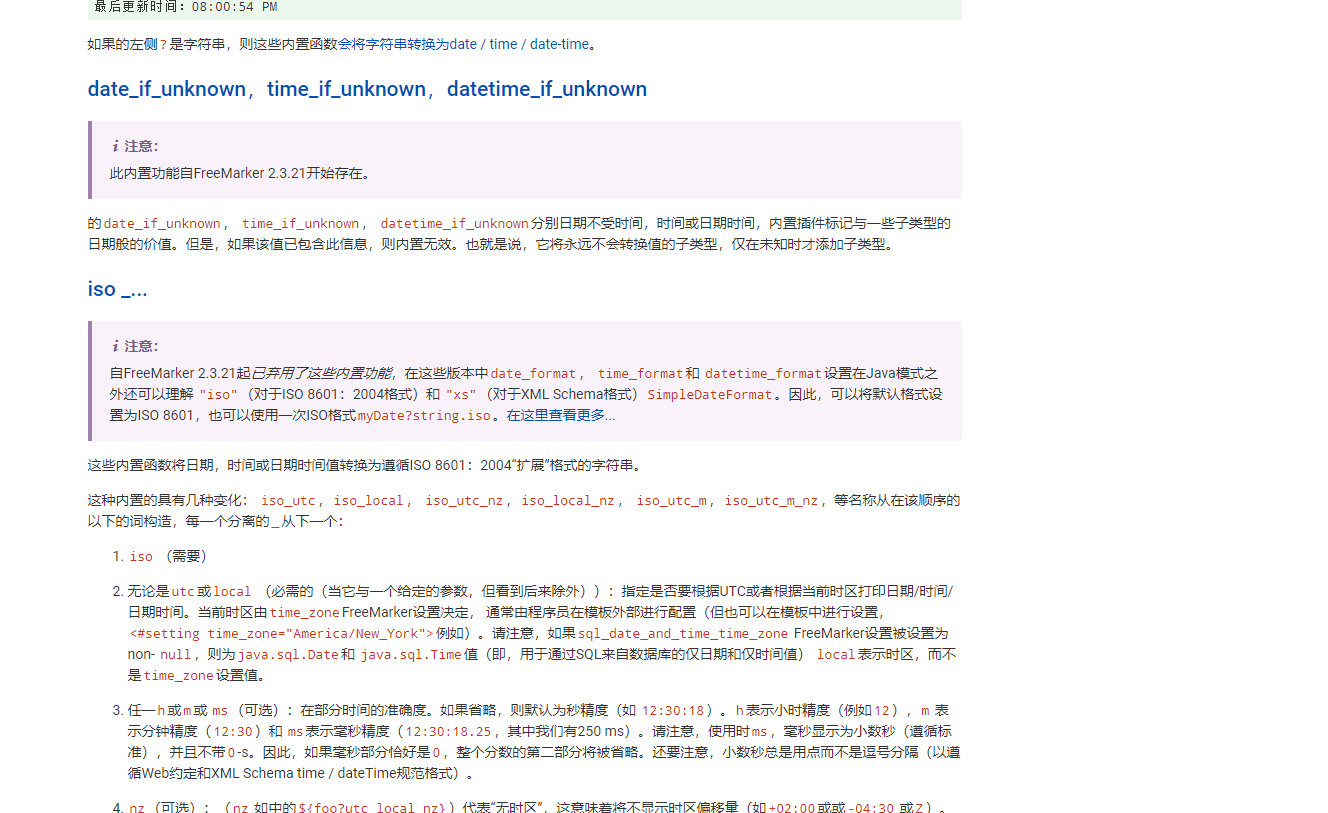 最后更新时间：08:00:54 PM
如果的左侧?是字符串，则这些内置函数会将字符串转换为date / time / date-time。
date_if_unknown，time_if_unknown，datetime_if_unknown
i 注意：
此内置功能自FreeMarker 2.3.21开始存在。
的date_if_unknown， time_if_unknown， datetime_if_unknown分别日期不受时间，时间或日期时间，内置插件标记与一些子类型的
日期般的价值。但是，如果该值已包含此信息，则内置无效。也就是说，它将永远不会转换值的子类型，仅在未知时才添加子类型。
iso _...
i 注意：
自FreeMarker 2.3.21起已弃用了这些内置功能，在这些版本中date_format， time_format和 datetime_format设置在Java模式之
外还可以理解 "iso"（对于ISO 8601：2004格式）和 "xs"（对于XML Schema格式）SimpleDateFormat。因此，可以将默认格式设
置为ISO 8601，也可以使用一次ISO格式myDate?string.iso。在这里查看更多...
这些内置函数将日期，时间或日期时间值转换为遵循ISO 8601：2004“扩展”格式的字符串。
这种内置的具有几种变化： iso_utc，iso_local， iso_utc_nz，iso_local_nz， iso_utc_m，iso_utc_m_nz，等名称从在该顺序的
以下的词构造，每一个分离的_从下一个：
1. iso （需要）
2. 无论是utc或local （必需的（当它与一个给定的参数，但看到后来除外））：指定是否要根据UTC或者根据当前时区打印日期/时间/
日期时间。当前时区由time_zoneFreeMarker设置决定， 通常由程序员在模板外部进行配置（但也可以在模板中进行设置，
<#setting time_zone="America/New_York">例如）。请注意，如果sql_date_and_time_time_zone FreeMarker设置被设置为
non- null，则为java.sql.Date和 java.sql.Time值（即，用于通过SQL来自数据库的仅日期和仅时间值） local表示时区，而不
是time_zone设置值。
3. 任一h或m或 ms（可选）：在部分时间的准确度。如果省略，则默认为秒精度（如 12:30:18）。h表示小时精度（例如12），m 表
示分钟精度（12:30）和 ms表示毫秒精度（12:30:18.25，其中我们有250 ms）。请注意，使用时ms，毫秒显示为小数秒（遵循标
准），并且不带0-s。因此，如果毫秒部分恰好是0，整个分数的第二部分将被省略。还要注意，小数秒总是用点而不是逗号分隔（以遵
循Web约定和XML Schema time / dateTime规范格式）。
4. nz（可选）：（nz 如中的${foo?utc_local_nz}）代表“无时区”，这意味着将不显示时区偏移量（如+02:00或或-04:30 或Z）。